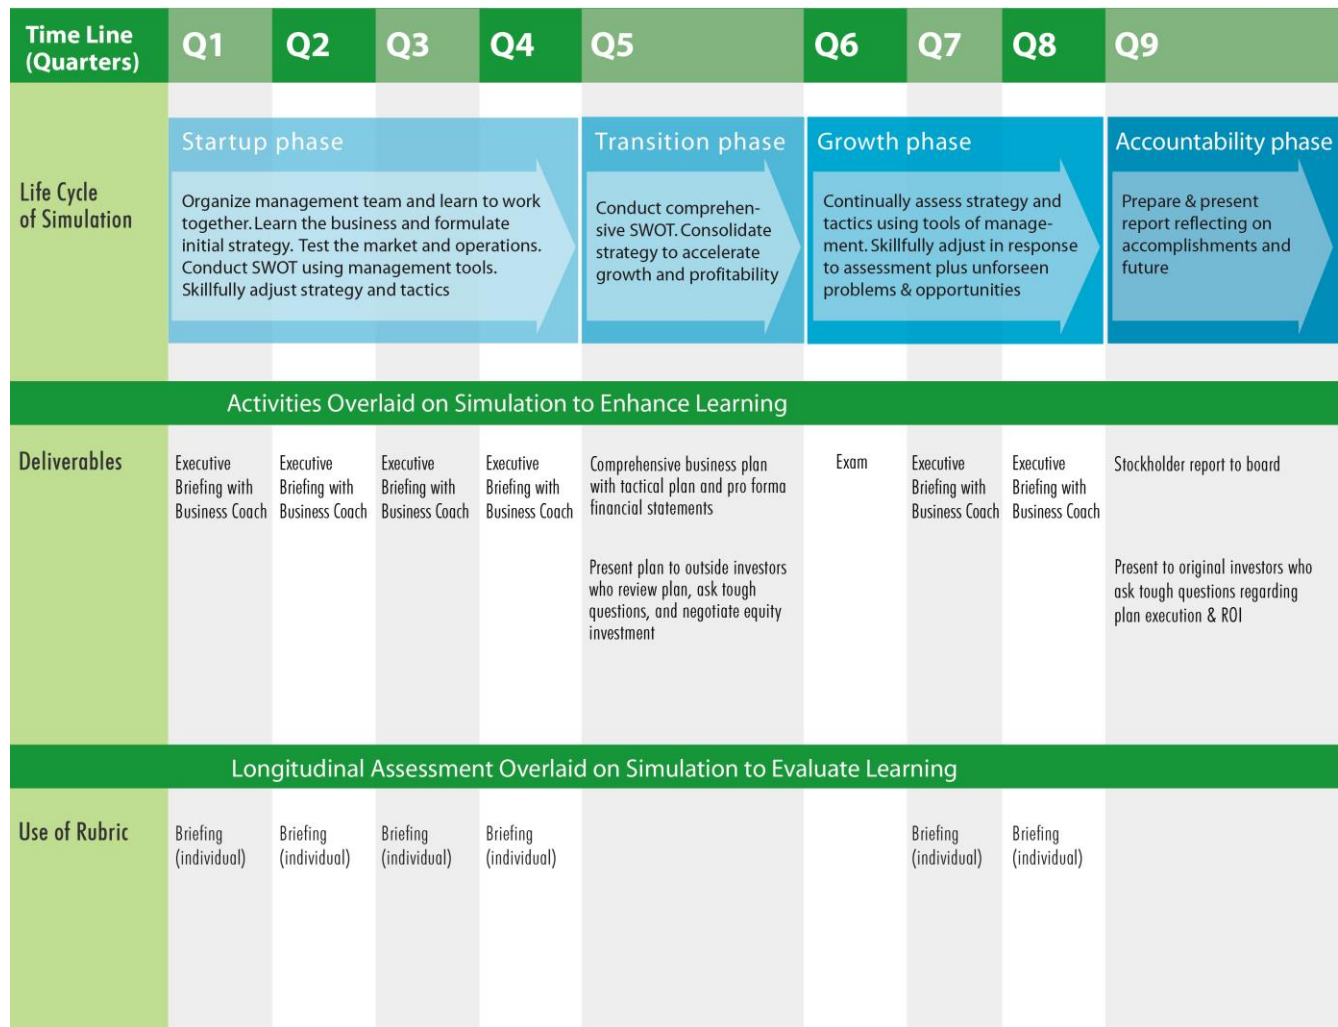 Time Line
(Quarters)
Q1
Q2
Q3
Q4
Q5
Q6
Q7
Q8
Q9
Life Cycle
of Simulation
Startup phase
Organize management team and learn to work
together. Learn the business and formulate
initial strategy. Test the market and operations.
Conduct SWOT using management tools.
Skillfully adjust strategy and tactics
Transition phase
Conduct comprehen-
sive SWOT. Consolidate
strategy to accelerate
growth and profitability
Growth phase
Continually assess strategy and
tactics using tools of manage-
ment. Skillfully adjust in response
to assessment plus unforseen
problems & opportunities
Accountability phase
Prepare & present
report reflecting on
accomplishments and
future
Activities Overlaid on Simulation to Enhance Learning
Deliverables
Executive
Briefing with
Business Coach
Executive
Briefing with
Business Coach
Executive
Briefing with
Business Coach
Executive
Briefing with
Business Coach
Comprehensive business plan
with tactical plan and pro forma
financial statements
Present plan to outside investors
who review plan, ask tough
questions, and negotiate equity
investment
Exam
Executive
Briefing with
Business Coach
Executive
Briefing with
Business Coach
Stockholder report to board
Present to original investors who
ask tough questions regarding
plan execution & ROI
Longitudinal Assessment Overlaid on Simulation to Evaluate Learning
Use of Rubric
Briefing
(individual)
Briefing
(individual)
Briefing
(individual)
Briefing
(individual)
Briefing
(individual)
Briefing
(individual)